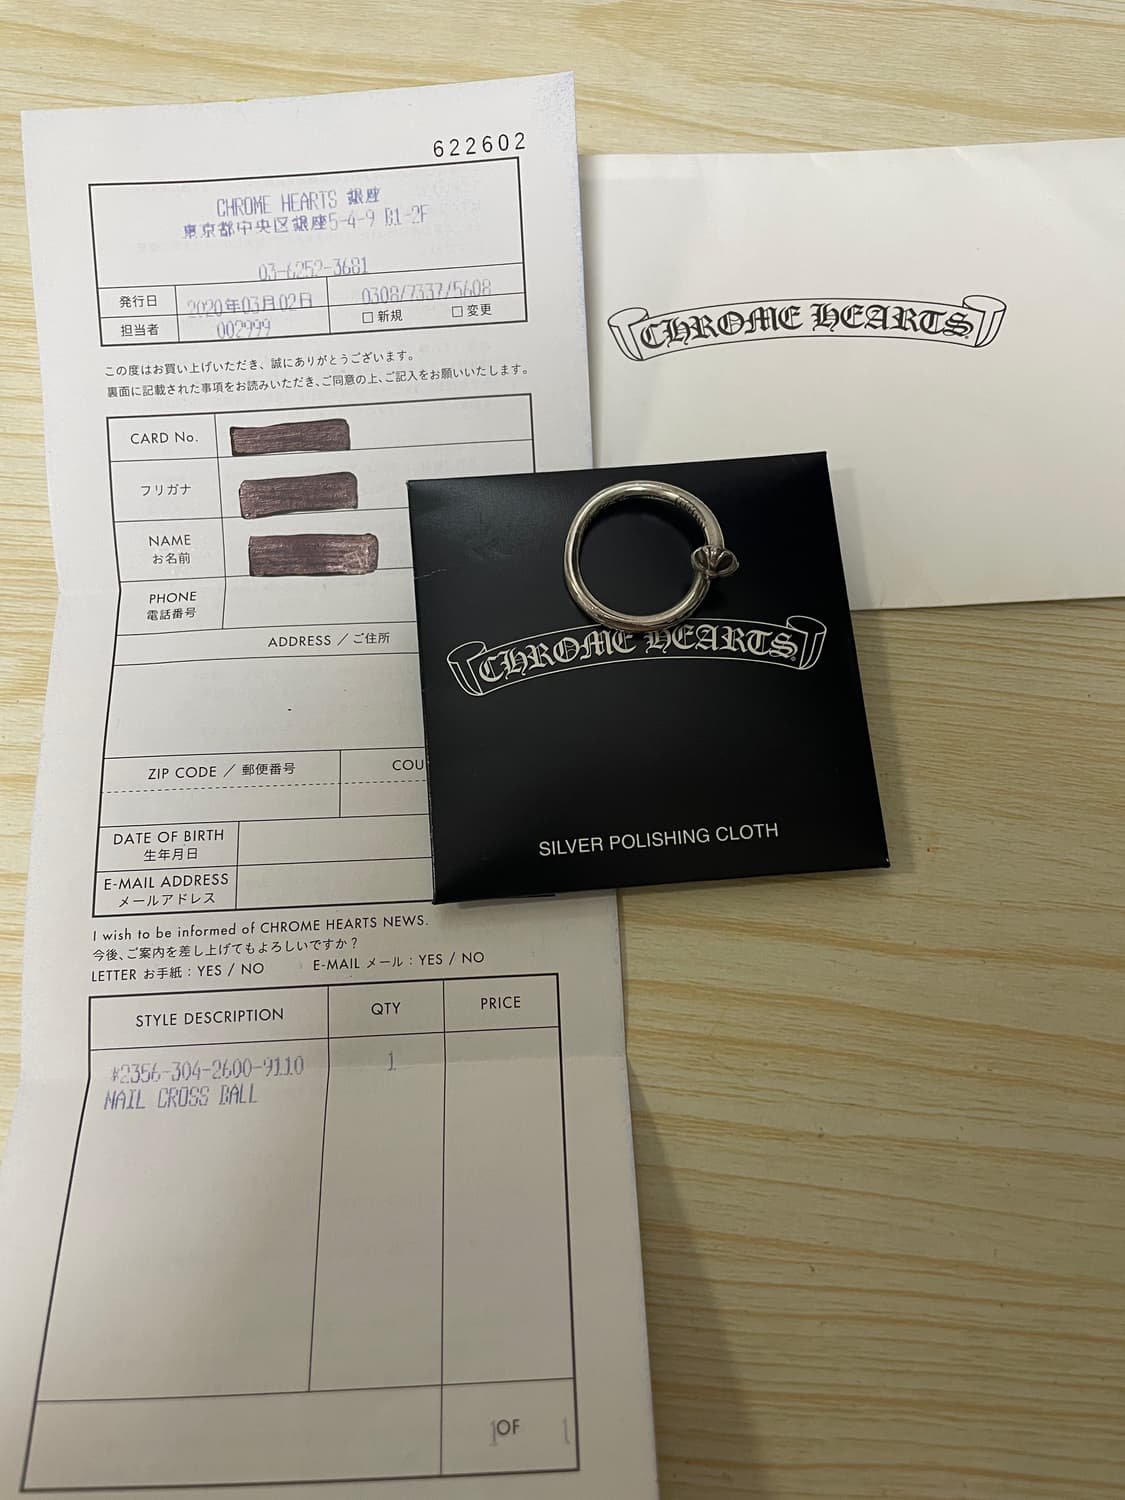 622602
CHROME HEARTS 銀座
東京都中央区銀座5-4-9 B1-2F
03-6252-3681
発行日 2020年03月02日 0308/7337/5608
担当者 002999 □ 新規 □ 変更
この度はお買い上げいただき、誠にありがとうございます。
裏面に記載された事項をお読みいただき、ご同意の上、ご記入をお願いいたします。
CARD No.
フリガナ
NAME
お名前
PHONE
電話番号
ADDRESS / ご住所
ZIP CODE / 郵便番号 COU
DATE OF BIRTH
生年月日
E-MAIL ADDRESS
メールアドレス
I wish to be informed of CHROME HEARTS NEWS.
今後、ご案内を差し上げてもよろしいですか?
LETTER お手紙 : YES / NO E-MAIL メール : YES / NO
STYLE DESCRIPTION QTY PRICE
*2356-304-2600-9110 1
NAIL CROSS BALL
1 OF 1
CHROME HEARTS
CHROME HEARTS
SILVER POLISHING CLOTH